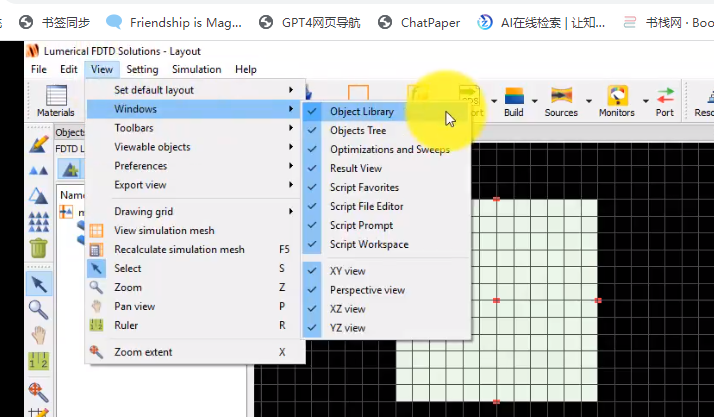 书签同步 Friendship is Mag... GPT4网页导航 ChatPaper AI在线检索 | 让知... 书栈网 · Boo
Lumerical FDTD Solutions - Layout
File Edit View Setting Simulation Help
Materials
Build Sources Monitors Port
Objects
FDTD L
Set default layout
Windows
Toolbars
Viewable objects
Preferences
Export view
Drawing grid
View simulation mesh
Recalculate simulation mesh F5
Select S
Zoom Z
Pan view P
Ruler R
Zoom extent X
Object Library
Objects Tree
Optimizations and Sweeps
Result View
Script Favorites
Script File Editor
Script Prompt
Script Workspace
XY view
Perspective view
XZ view
YZ view